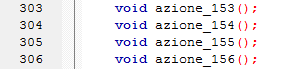 303 void azione_153();
304 void azione_154();
305 void azione_155();
306 void azione_156();